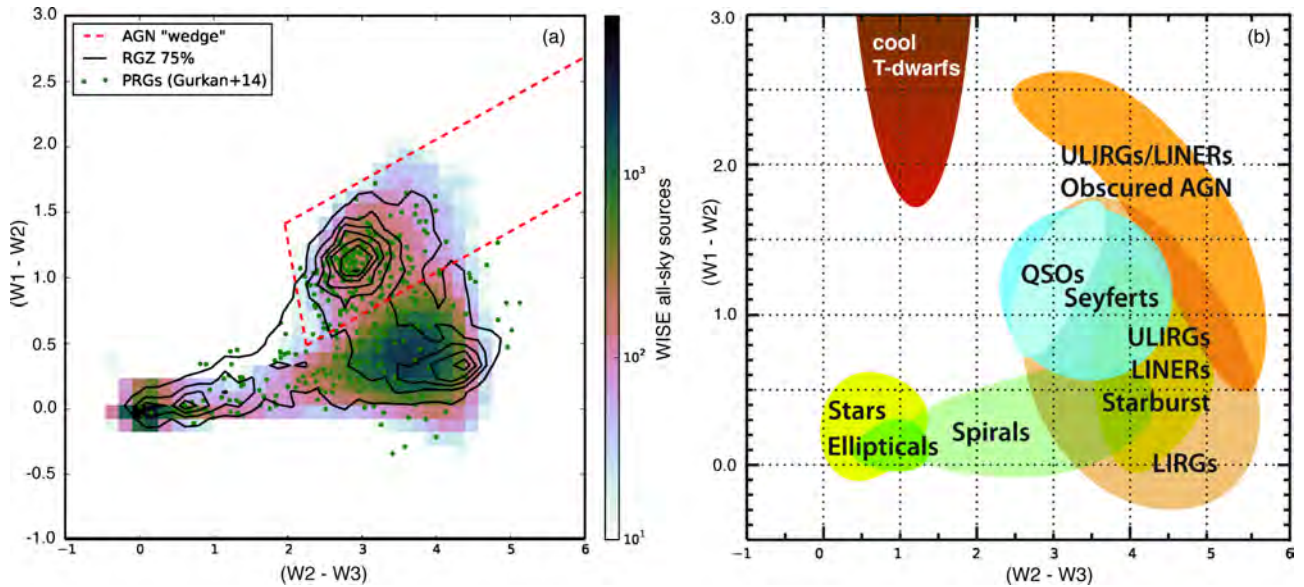 3.0
2.5
2.0
1.5
1.0
0.5
0.0
-0.5
-1.0
(W1 - W2)
AGN "wedge"
RGZ 75%
PRGs (Gurkan+14)
(a)
-1
0
1
2
3
4
5
6
(W2 - W3)
10³
10²
10¹
WISE all-sky sources
3.0
2.0
1.0
0.0
(W1 - W2)
(b)
cool
T-dwarfs
ULIRGs/LINERs
Obscured AGN
QSOs
Seyferts
ULIRGs
LINERs
Starburst
Stars
Ellipticals
Spirals
LIRGs
-1
0
1
2
3
4
5
6
(W2 - W3)